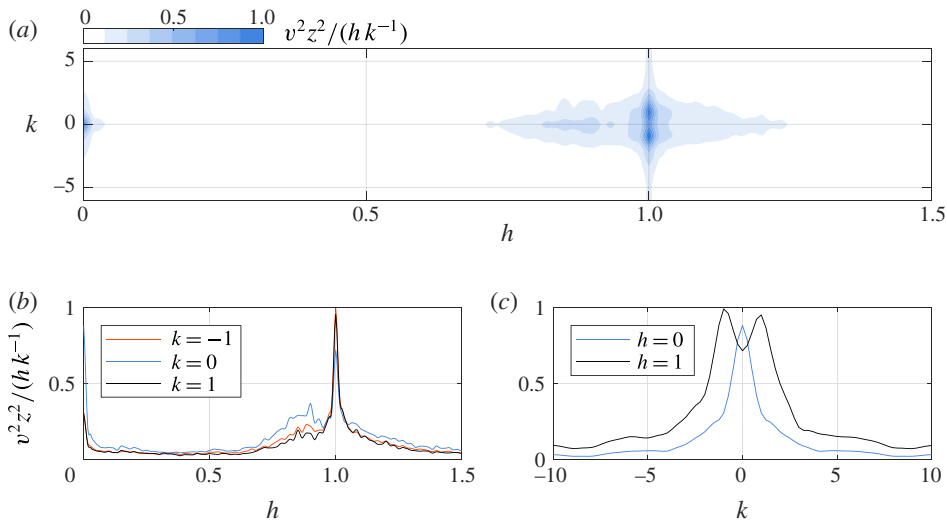 0 0.5 1.0 v²z²/(h k⁻¹)
(a)
5
k 0
−5
0 0.5 1.0 1.5
h
(b) (c)
1 1
k = −1 h = 0
k = 0 h = 1
k = 1
v²z²/(h k⁻¹) 0.5 0.5
0 0
0 0.5 1.0 1.5 −10 −5 0 5 10
h k